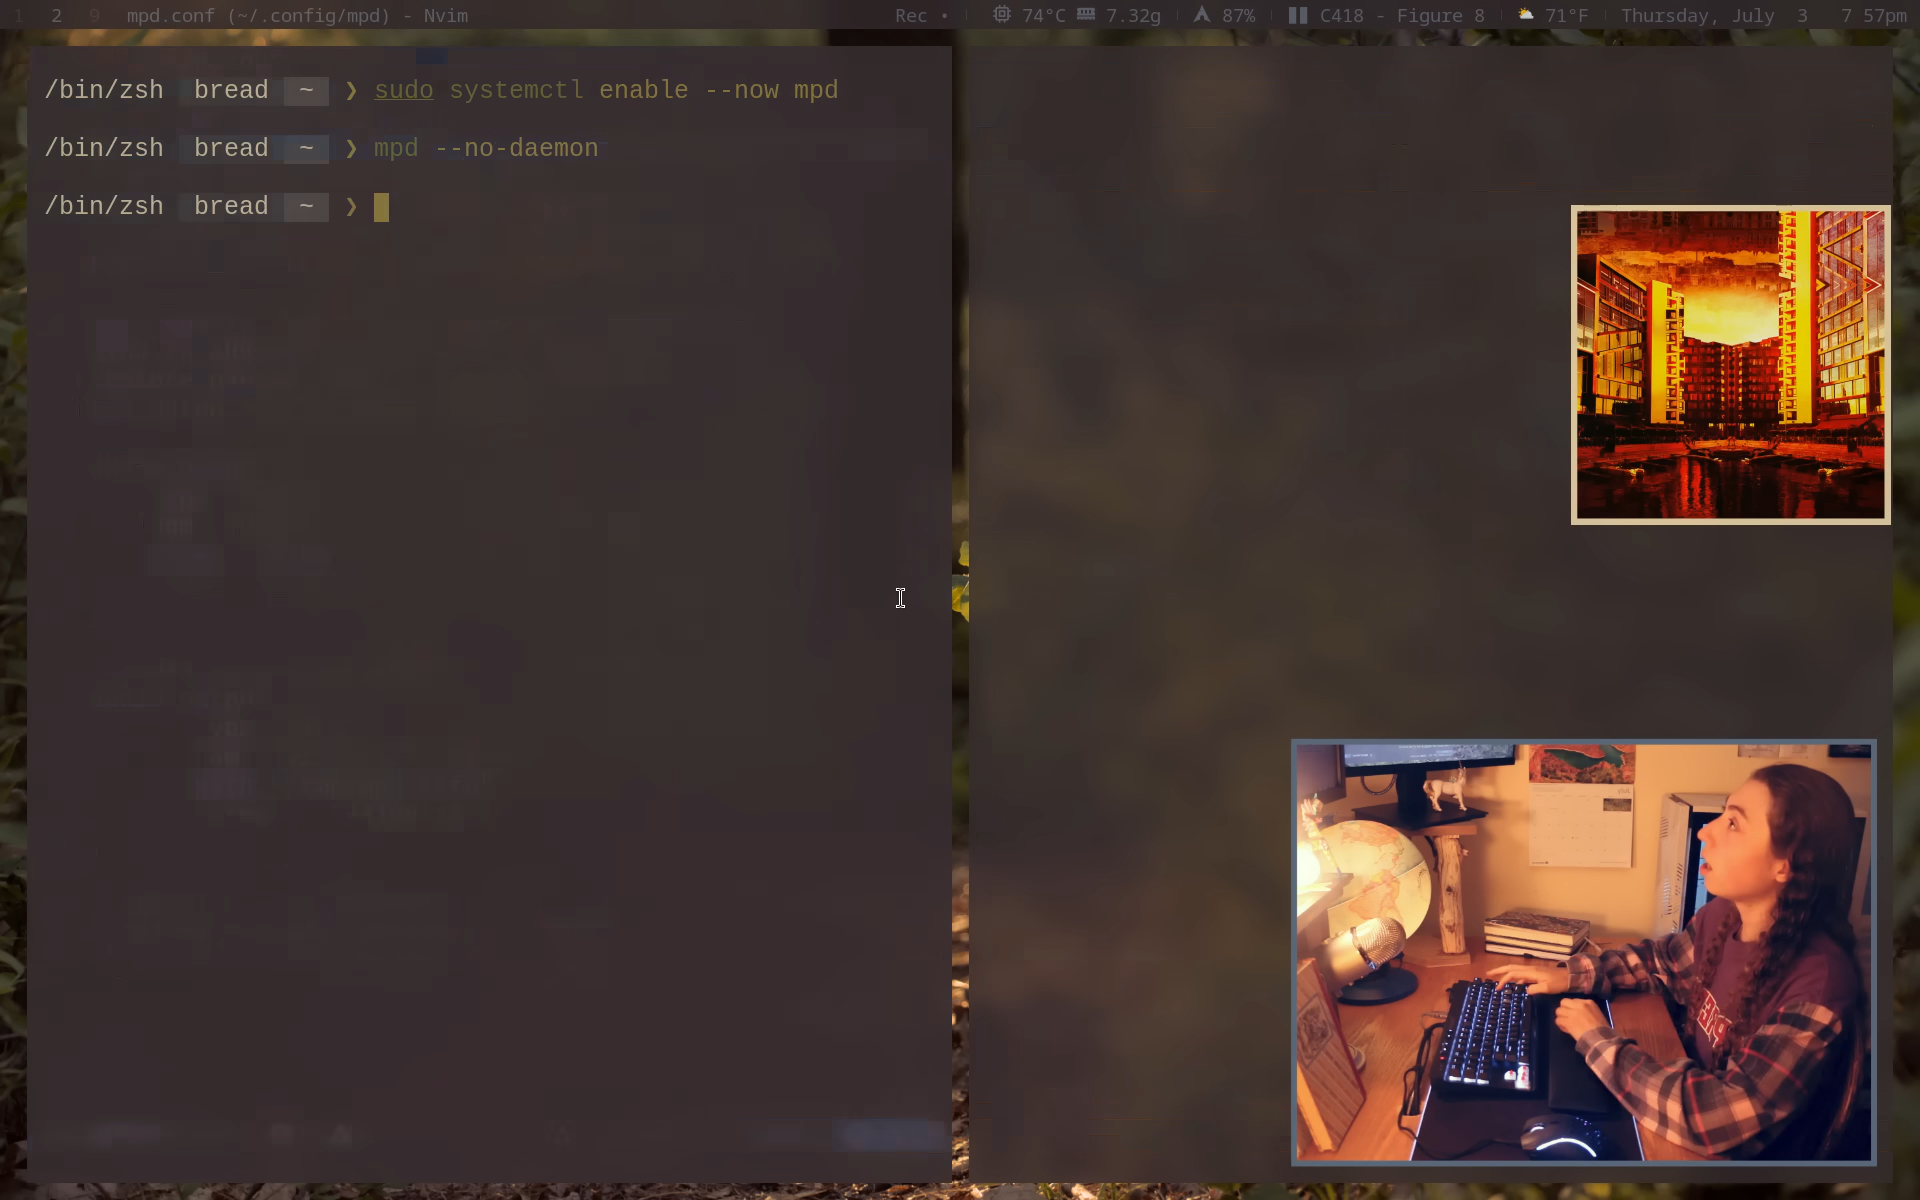 1 2 9 mpd.conf (~/.config/mpd) - Nvim Rec • 74°C 7.32g 87% C418 - Figure 8 71°F Thursday, July 3 7 57pm
/bin/zsh bread ~ ❯ sudo systemctl enable --now mpd
/bin/zsh bread ~ ❯ mpd --no-daemon
/bin/zsh bread ~ ❯